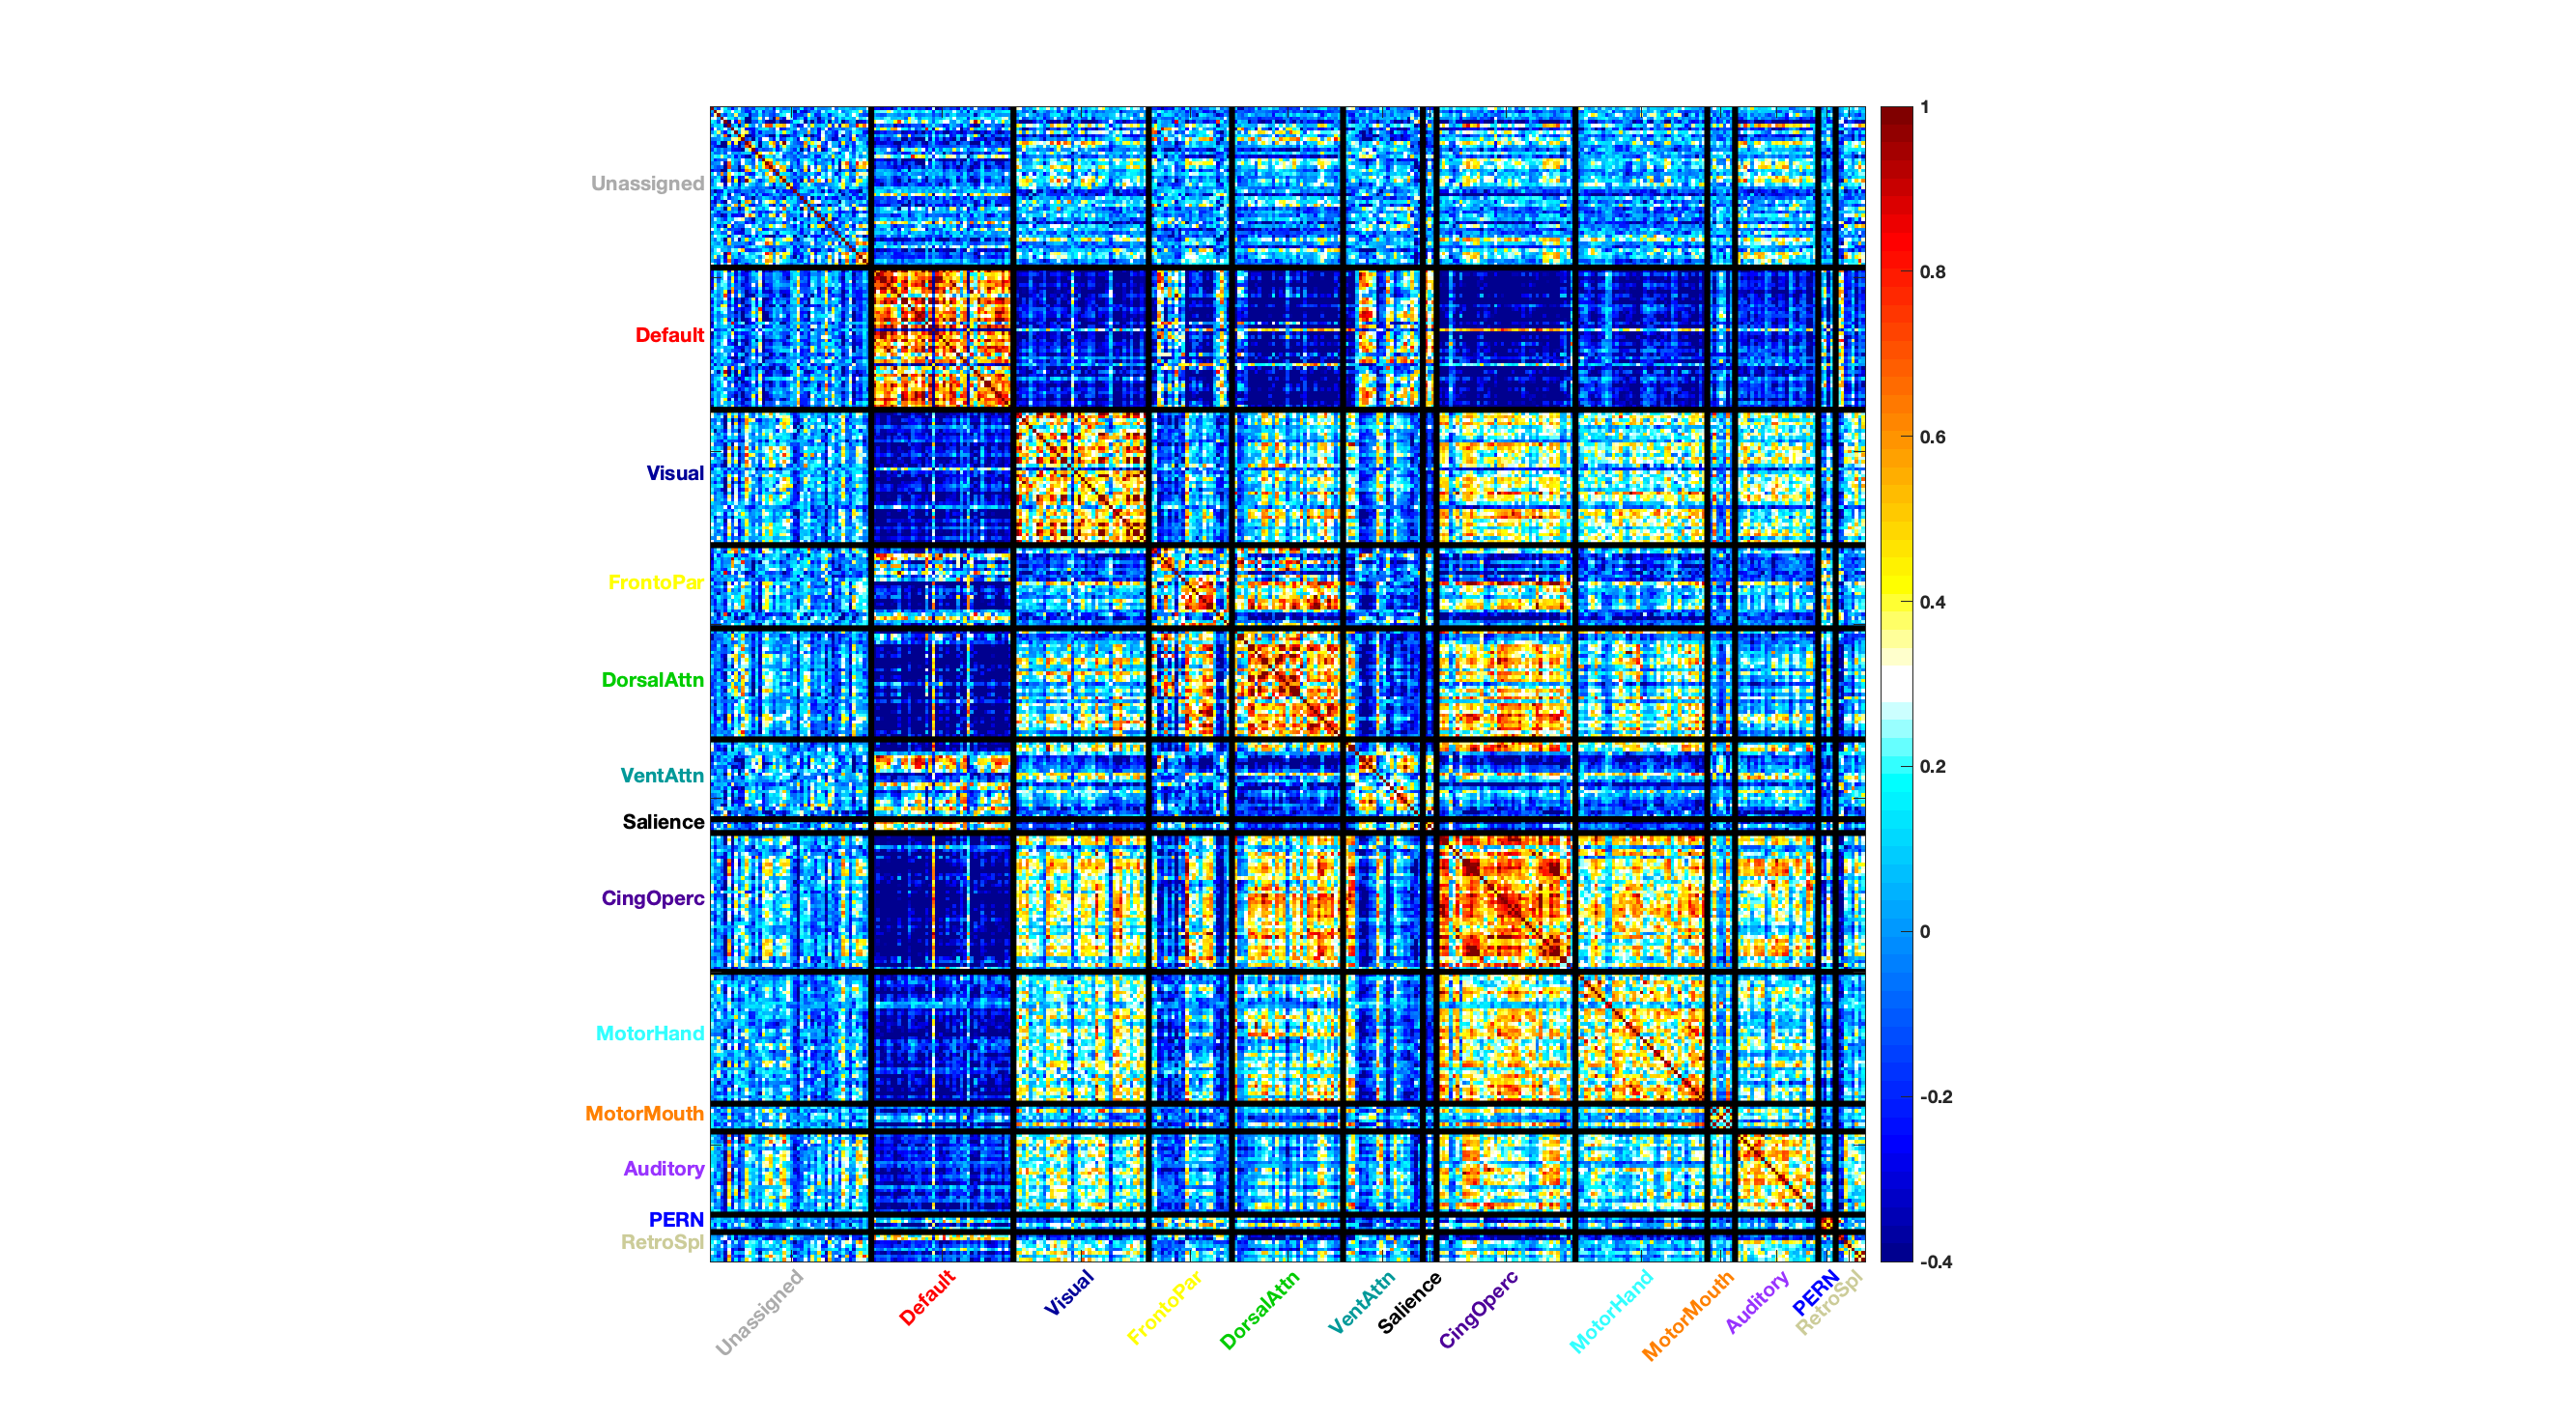 Unassigned
Default
Visual
FrontoPar
DorsalAttn
VentAttn
Salience
CingOperc
MotorHand
MotorMouth
Auditory
PERN
RetroSpl
Unassigned
Default
Visual
FrontoPar
DorsalAttn
VentAttn
Salience
CingOperc
MotorHand
MotorMouth
Auditory
PERN
RetroSpl
1
0.8
0.6
0.4
0.2
0
-0.2
-0.4